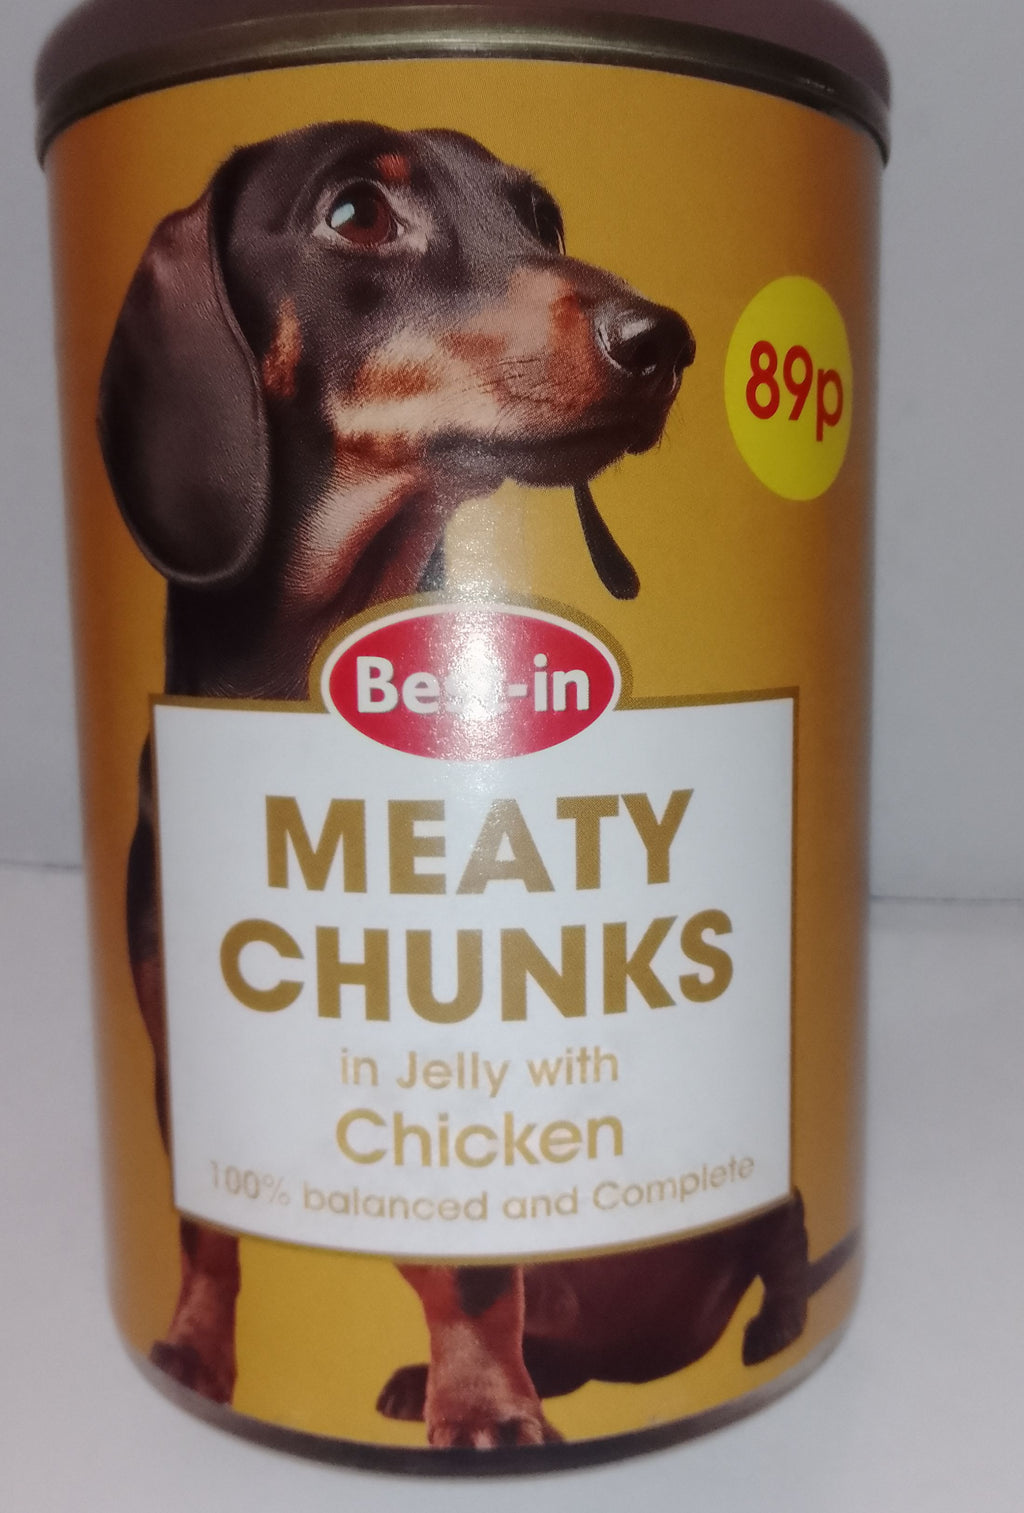 89p
Best-in
MEATY
CHUNKS
in Jelly with
Chicken
100% balanced and Complete